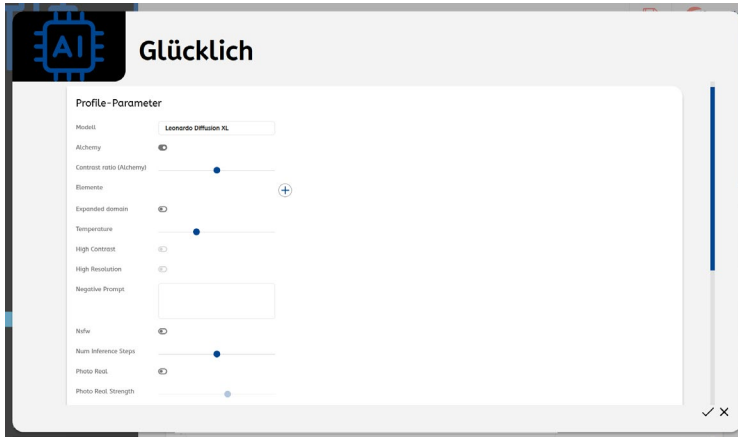 AI
Glücklich
Profile-Parameter
Modell
Leonardo Diffusion XL
Alchemy
Contrast ratio (Alchemy)
Elemente
Expanded domain
Temperature
High Contrast
High Resolution
Negative Prompt
Nsfw
Num Inference Steps
Photo Real
Photo Real Strength